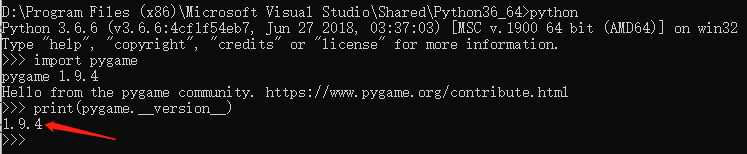 D:\Program Files (x86)\Microsoft Visual Studio\Shared\Python36_64>python
Python 3.6.6 (v3.6.6:4cf1f54eb7, Jun 27 2018, 03:37:03) [MSC v.1900 64 bit (AMD64)] on win32
Type "help", "copyright", "credits" or "license" for more information.
>>> import pygame
pygame 1.9.4
Hello from the pygame community. https://www.pygame.org/contribute.html
>>> print(pygame.__version__)
1.9.4
>>>